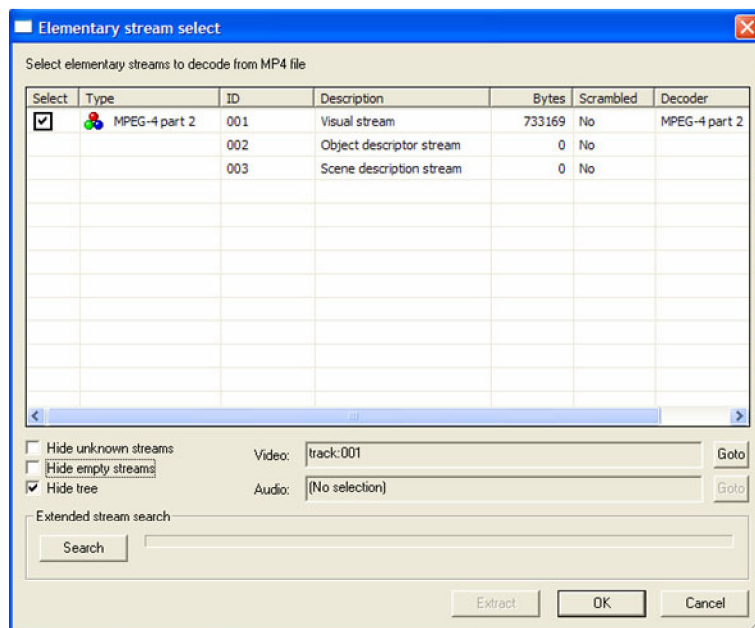 Elementary stream select
Select elementary streams to decode from MP4 file
Select Type ID Description Bytes Scrambled Decoder
MPEG-4 part 2 001 Visual stream 733169 No MPEG-4 part 2
002 Object descriptor stream 0 No
003 Scene description stream 0 No
Hide unknown streams
Hide empty streams
Hide tree
Video: track:001 Goto
Audio: (No selection) Goto
Extended stream search
Search
Extract OK Cancel